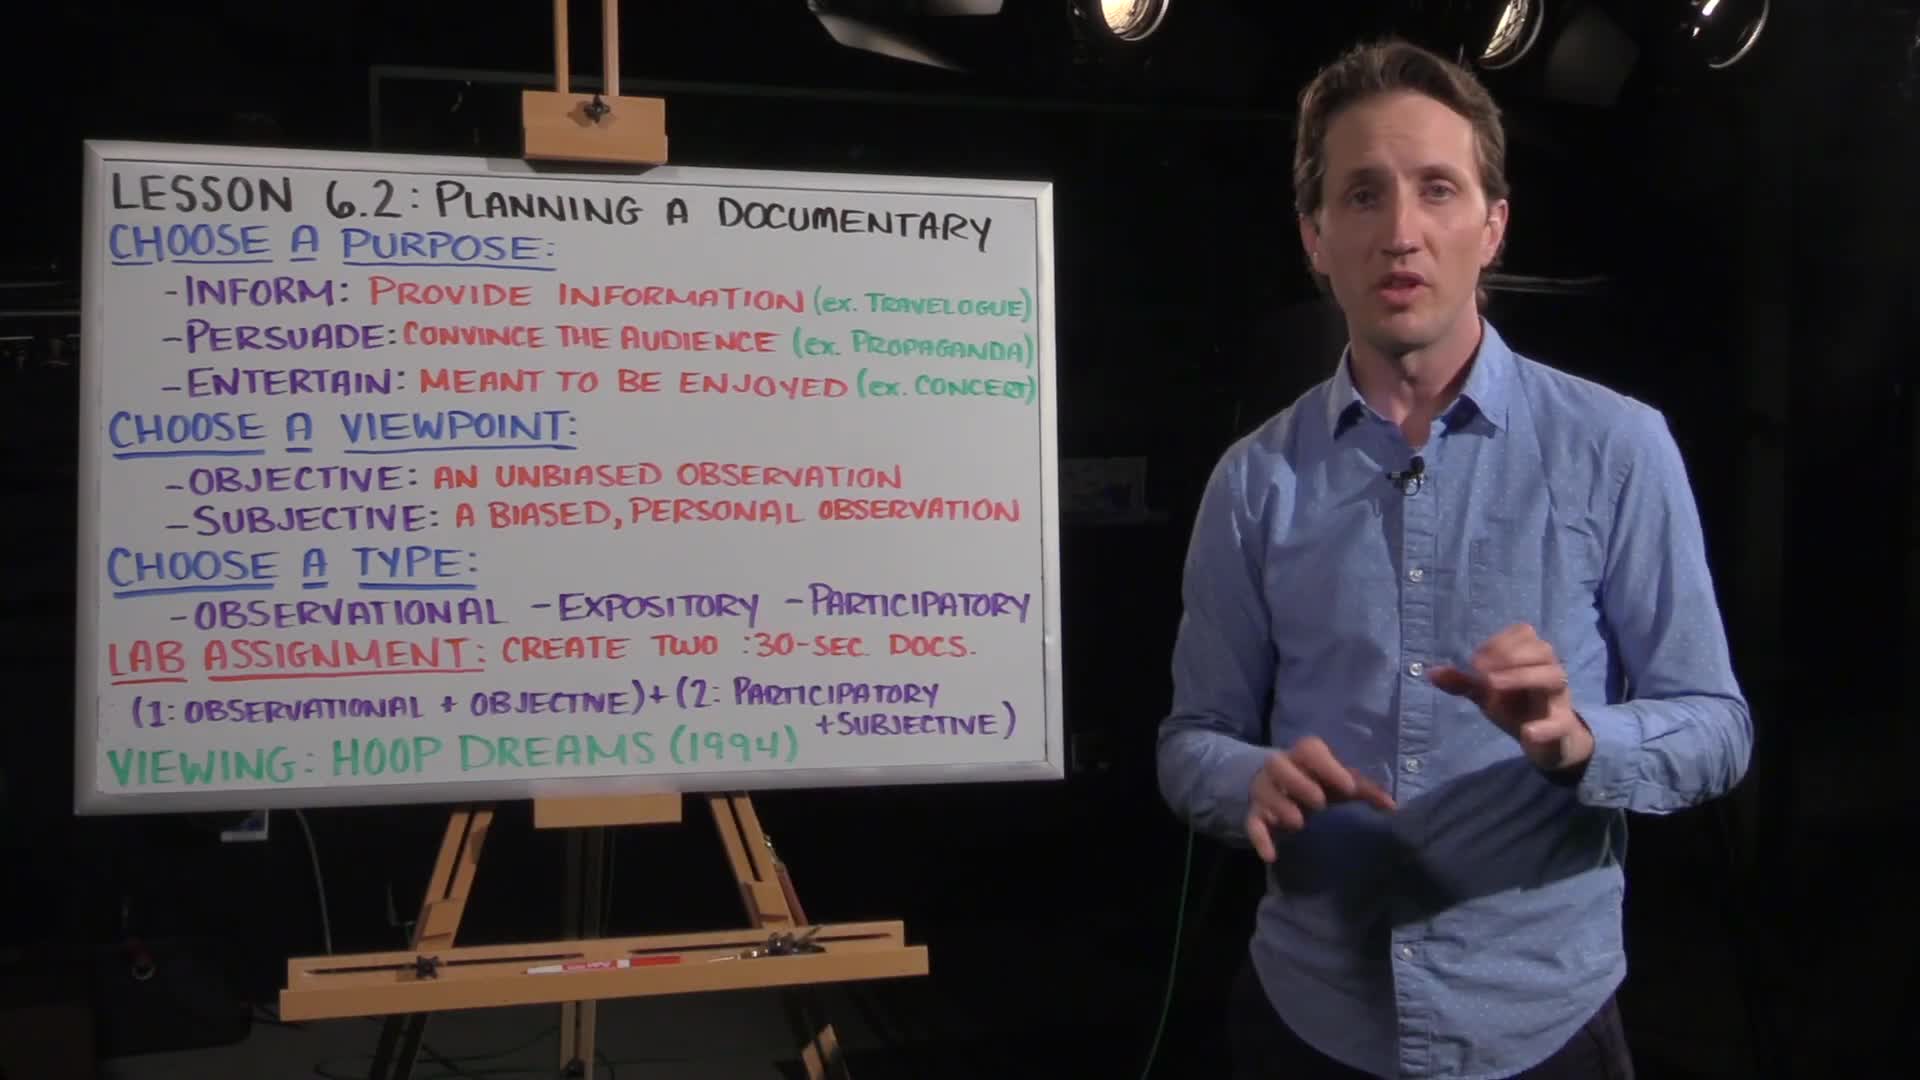 LESSON 6.2: PLANNING A DOCUMENTARY
CHOOSE A PURPOSE:
-INFORM: PROVIDE INFORMATION (ex. TRAVELOGUE)
-PERSUADE: CONVINCE THE AUDIENCE (ex. PROPAGANDA)
-ENTERTAIN: MEANT TO BE ENJOYED (ex. CONCERT)
CHOOSE A VIEWPOINT:
-OBJECTIVE: AN UNBIASED OBSERVATION
-SUBJECTIVE: A BIASED, PERSONAL OBSERVATION
CHOOSE A TYPE:
-OBSERVATIONAL -EXPOSITORY -PARTICIPATORY
LAB ASSIGNMENT: CREATE TWO :30-SEC. DOCS.
(1: OBSERVATIONAL + OBJECTIVE) + (2: PARTICIPATORY
+ SUBJECTIVE)
VIEWING: HOOP DREAMS (1994)